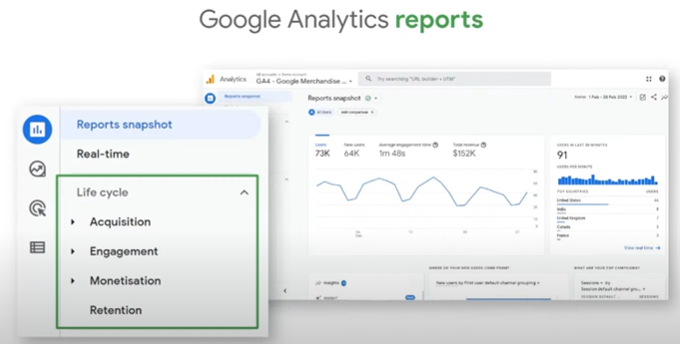 Google Analytics reports
Reports snapshot
Real-time
Life cycle
Acquisition
Engagement
Monetisation
Retention
Analytics
GA4 - Google Merchandise ...
Try searching "URL builder + UTM"
Reports snapshot
Reports snapshot
1 Feb - 28 Feb 2022
All Users
Add comparison +
Users
73K
New users
64K
Average engagement time
1m 48s
Total revenue
$152K
USERS IN LAST 30 MINUTES
91
USERS PER MINUTE
TOP COUNTRIES
USERS
United States
India
United Kingdom
Canada
France
View real time
Insights
WHERE DO YOUR NEW USERS COME FROM?
New users by First user default channel grouping
WHAT ARE YOUR TOP CAMPAIGNS?
Sessions by
Session default channel gro...
SESSION DEFAULT
SESSIONS